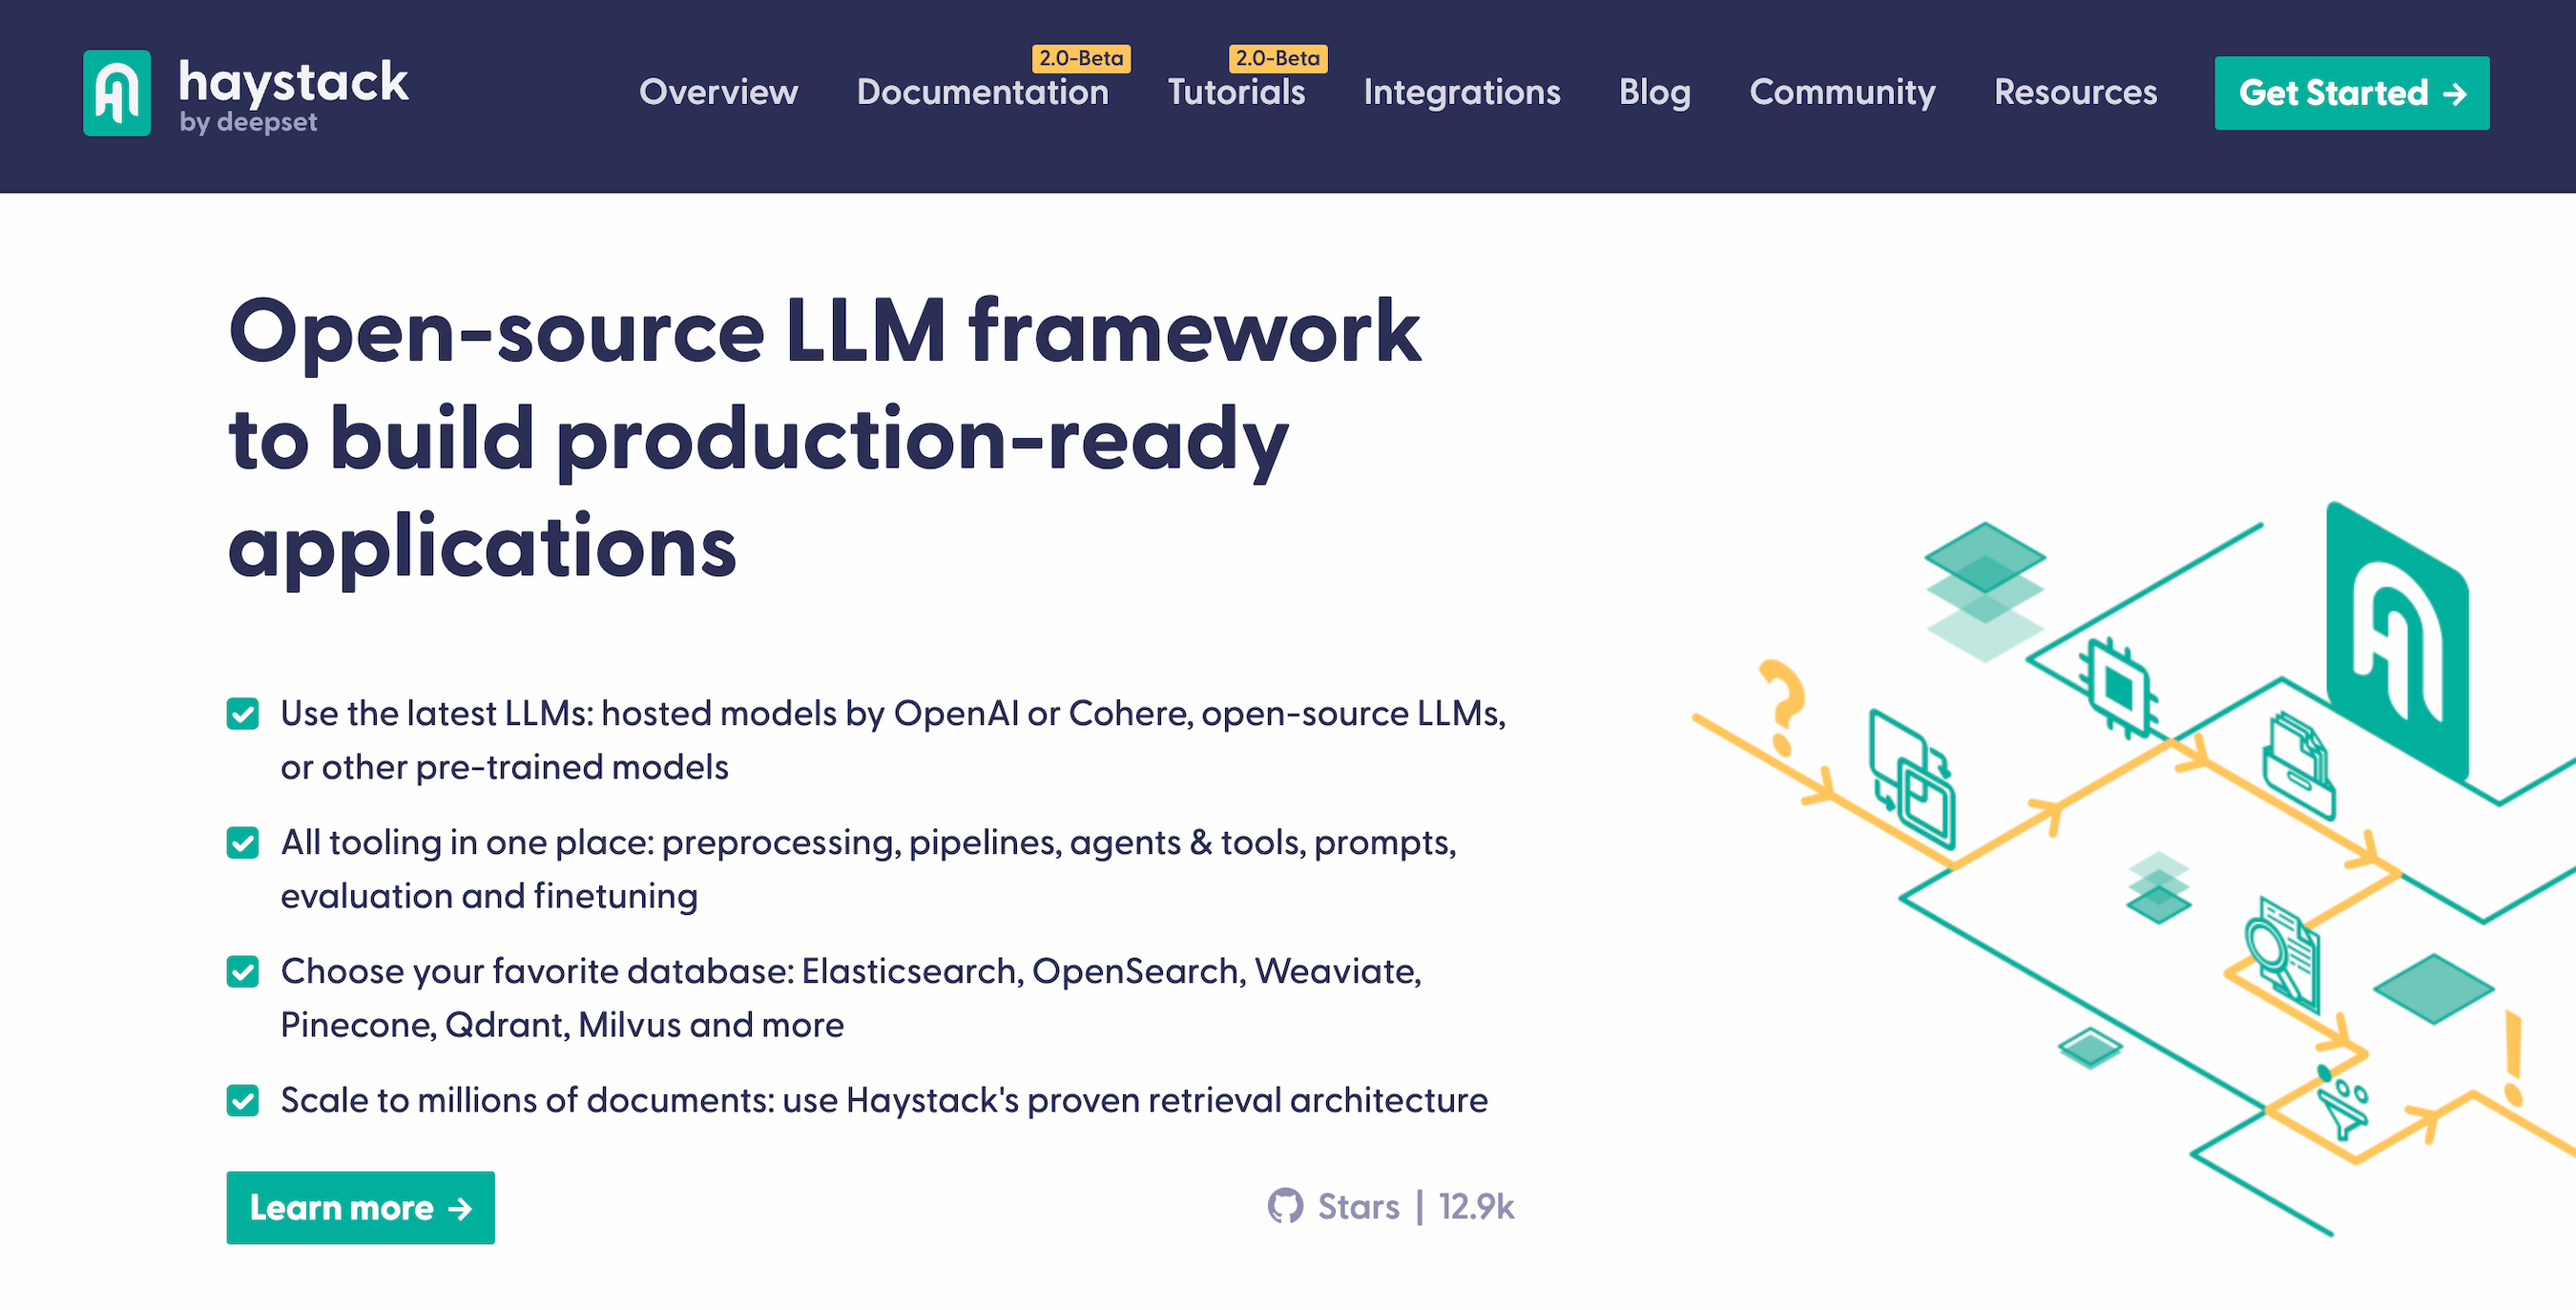 haystack
by deepset
Overview
Documentation
2.0-Beta
Tutorials
2.0-Beta
Integrations
Blog
Community
Resources
Get Started →
Open-source LLM framework
to build production-ready
applications
Use the latest LLMs: hosted models by OpenAI or Cohere, open-source LLMs,
or other pre-trained models
All tooling in one place: preprocessing, pipelines, agents & tools, prompts,
evaluation and finetuning
Choose your favorite database: Elasticsearch, OpenSearch, Weaviate,
Pinecone, Qdrant, Milvus and more
Scale to millions of documents: use Haystack's proven retrieval architecture
Learn more →
Stars | 12.9k
?
!